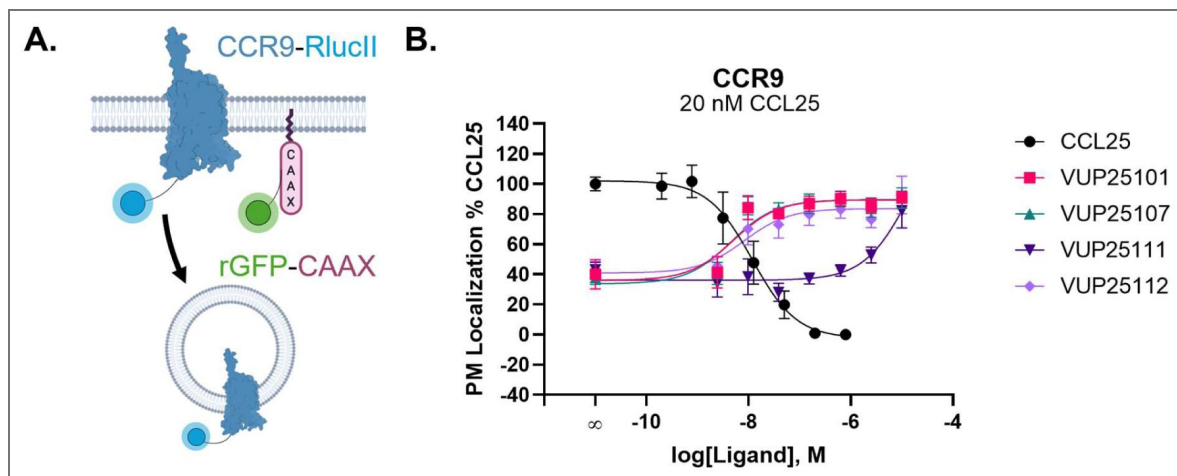 A.
CCR9-RlucII
C
A
A
X
rGFP-CAAX
B.
CCR9
20 nM CCL25
PM Localization % CCL25
140
120
100
80
60
40
20
0
-20
-40
∞
-10
-8
-6
-4
log[Ligand], M
CCL25
VUP25101
VUP25107
VUP25111
VUP25112